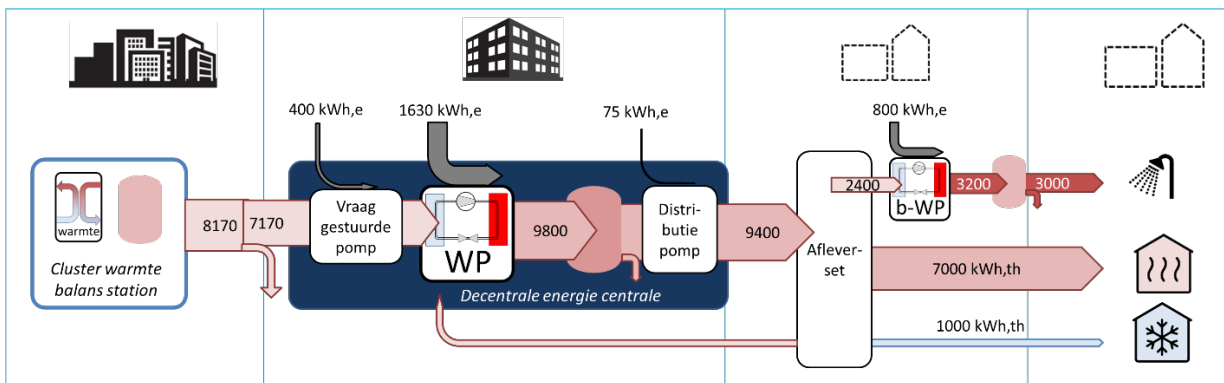 400 kWh,e
1630 kWh,e
75 kWh,e
800 kWh,e
warmte
Cluster warmte
balans station
8170
7170
Vraag
gestuurde
pomp
WP
9800
Distri-
butie
pomp
9400
Decentrale energie centrale
Aflever-
set
2400
b-WP
3200
3000
7000 kWh,th
1000 kWh,th